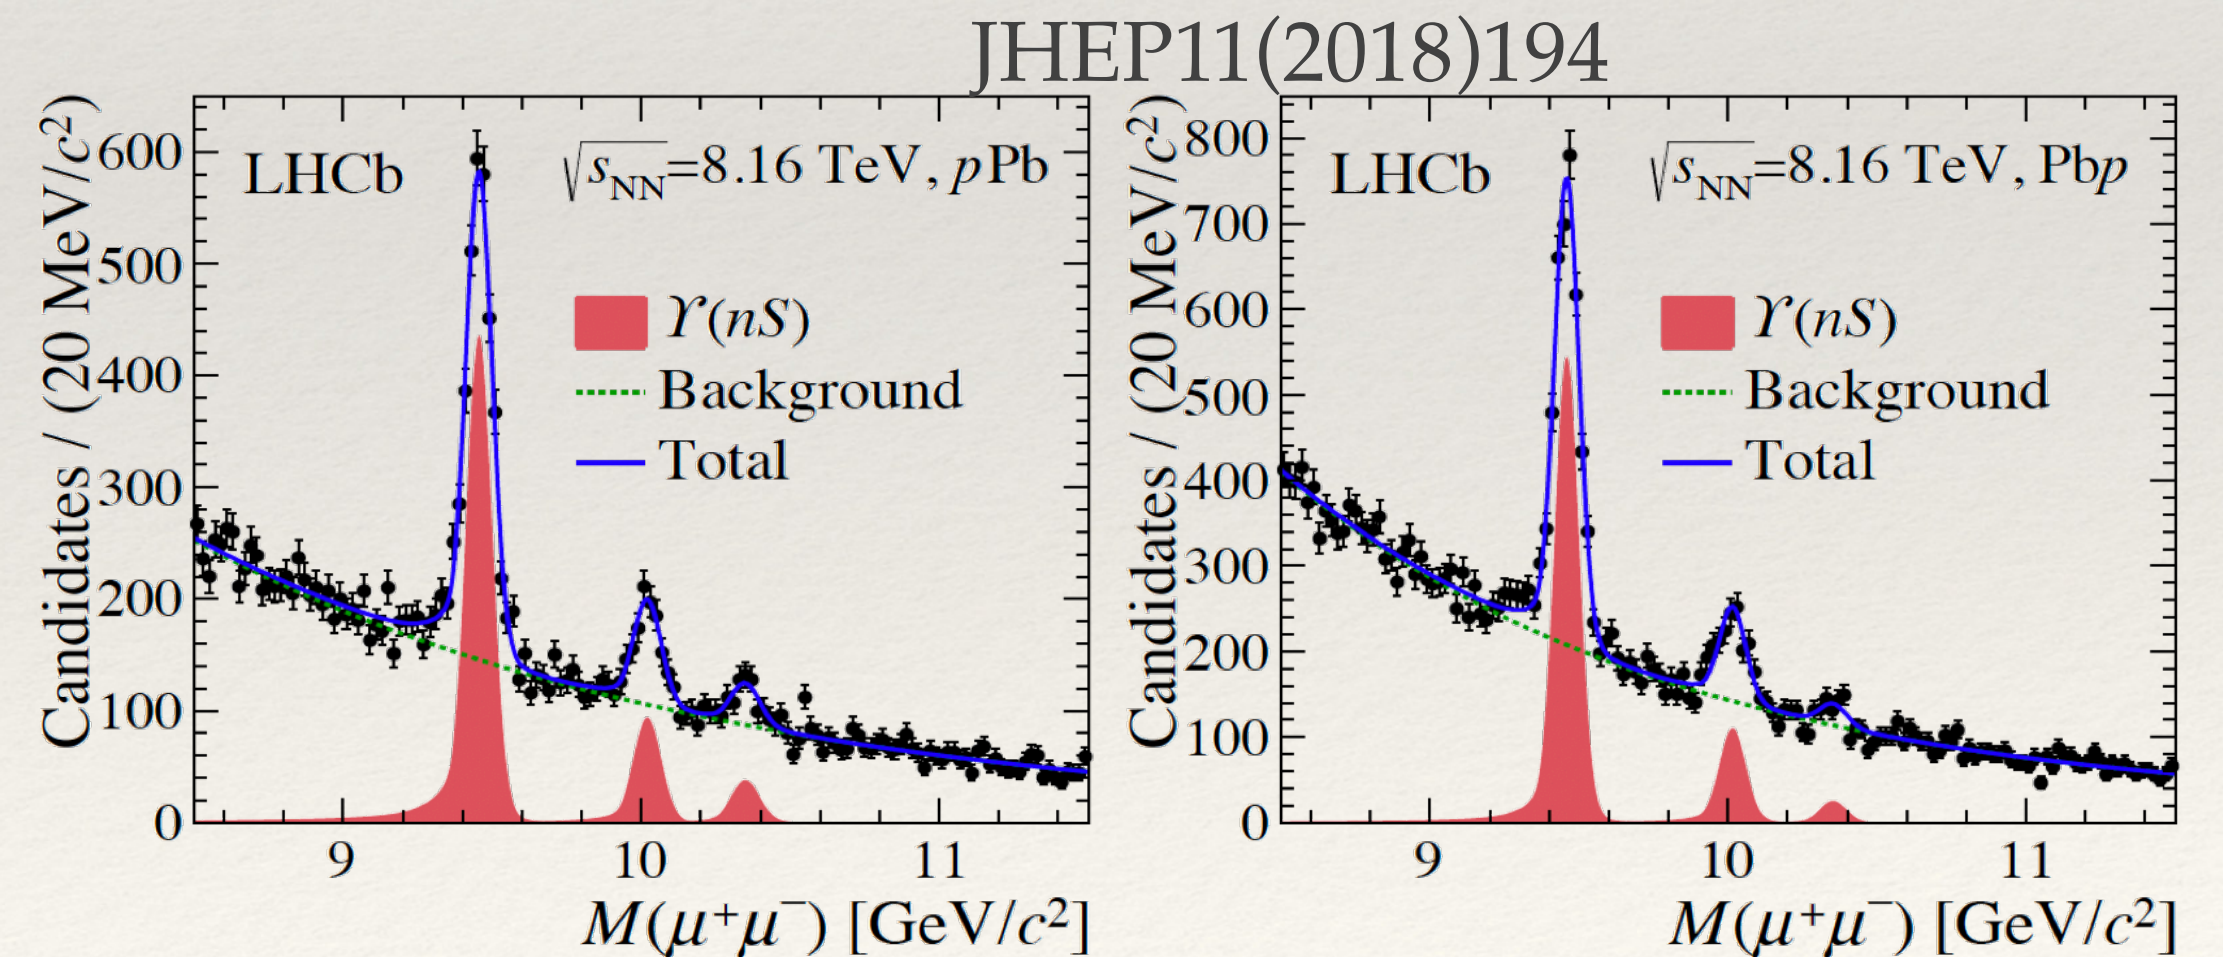 JHEP11(2018)194
Candidates / (20 MeV/c²)
600
500
400
300
200
100
0
LHCb
√sNN=8.16 TeV, pPb
ϒ(nS)
Background
Total
9
10
11
M(μ⁺μ⁻) [GeV/c²]
Candidates / (20 MeV/c²)
800
700
600
500
400
300
200
100
0
LHCb
√sNN=8.16 TeV, Pbp
ϒ(nS)
Background
Total
9
10
11
M(μ⁺μ⁻) [GeV/c²]